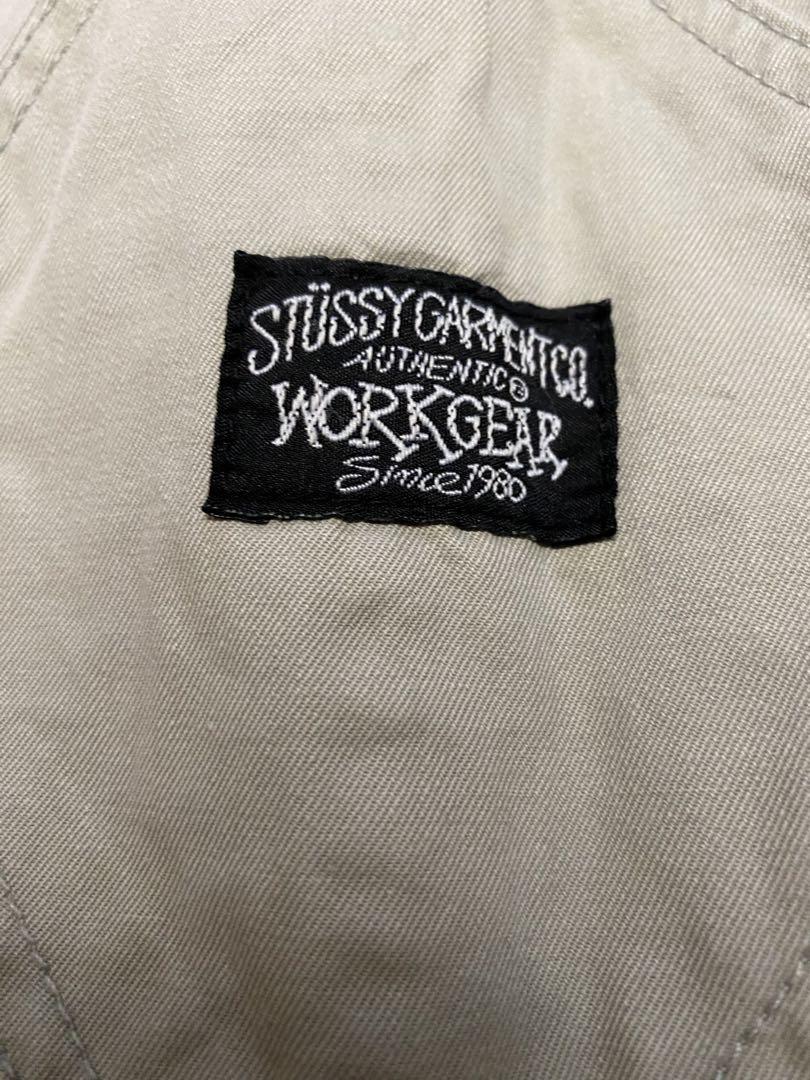 STÜSSY GARMENT CO.
AUTHENTIC®
WORKGEAR
Since 1980